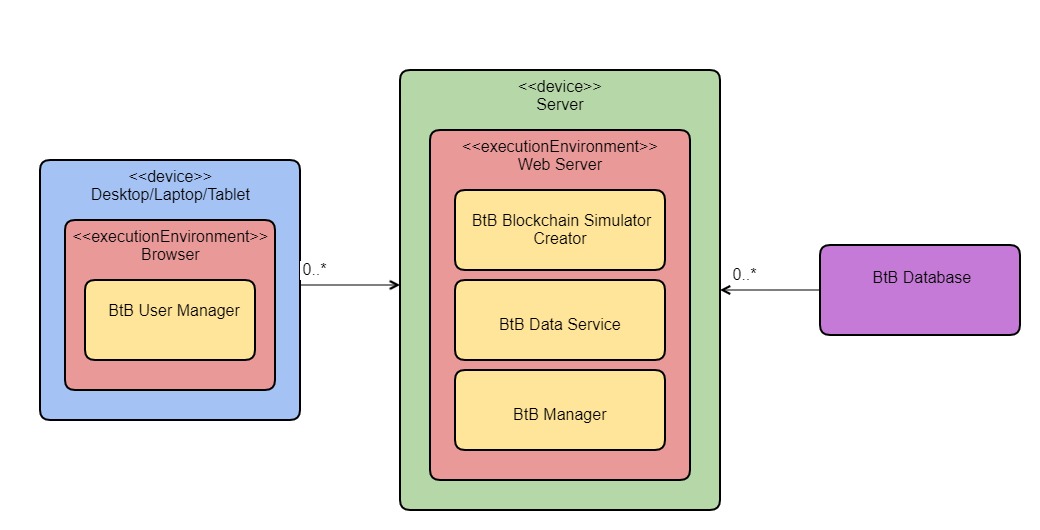 <<device>>
Desktop/Laptop/Tablet
<<executionEnvironment>>
Browser
BtB User Manager
0..*
<<device>>
Server
<<executionEnvironment>>
Web Server
BtB Blockchain Simulator
Creator
BtB Data Service
BtB Manager
0..*
BtB Database